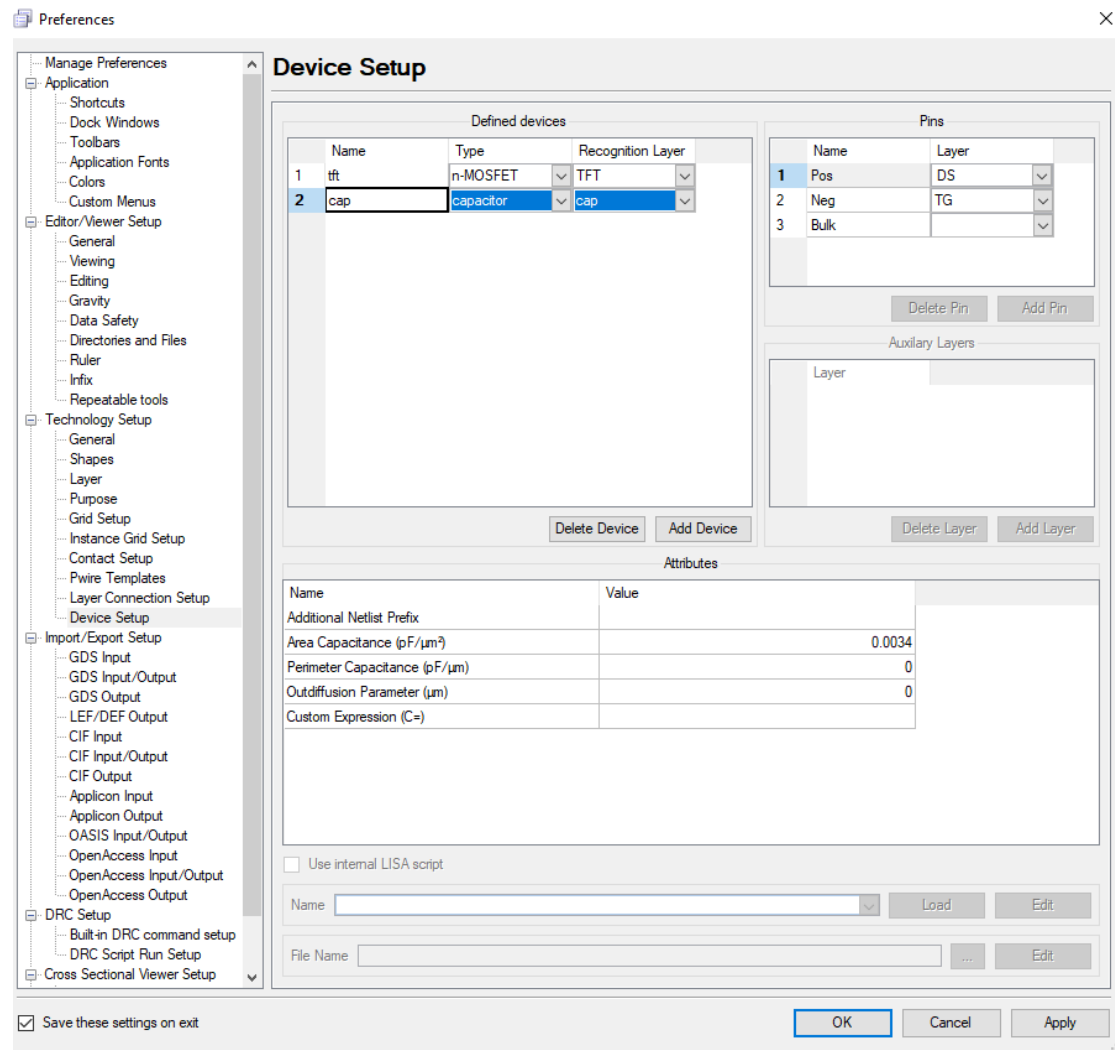 Preferences
Manage Preferences
Application
Shortcuts
Dock Windows
Toolbars
Application Fonts
Colors
Custom Menus
Editor/Viewer Setup
General
Viewing
Editing
Gravity
Data Safety
Directories and Files
Ruler
Infix
Repeatable tools
Technology Setup
General
Shapes
Layer
Purpose
Grid Setup
Instance Grid Setup
Contact Setup
Pwire Templates
Layer Connection Setup
Device Setup
Import/Export Setup
GDS Input
GDS Input/Output
GDS Output
LEF/DEF Output
CIF Input
CIF Input/Output
CIF Output
Applicon Input
Applicon Output
OASIS Input/Output
OpenAccess Input
OpenAccess Input/Output
OpenAccess Output
DRC Setup
Built-in DRC command setup
DRC Script Run Setup
Cross Sectional Viewer Setup
Device Setup
Defined devices
Name Type Recognition Layer
1 tft n-MOSFET TFT
2 cap capacitor cap
Delete Device Add Device
Pins
Name Layer
1 Pos DS
2 Neg TG
3 Bulk
Delete Pin Add Pin
Auxilary Layers
Layer
Delete Layer Add Layer
Attributes
Name Value
Additional Netlist Prefix
Area Capacitance (pF/µm²) 0.0034
Perimeter Capacitance (pF/µm) 0
Outdiffusion Parameter (µm) 0
Custom Expression (C=)
Use internal LISA script
Name Load Edit
File Name ... Edit
Save these settings on exit
OK Cancel Apply